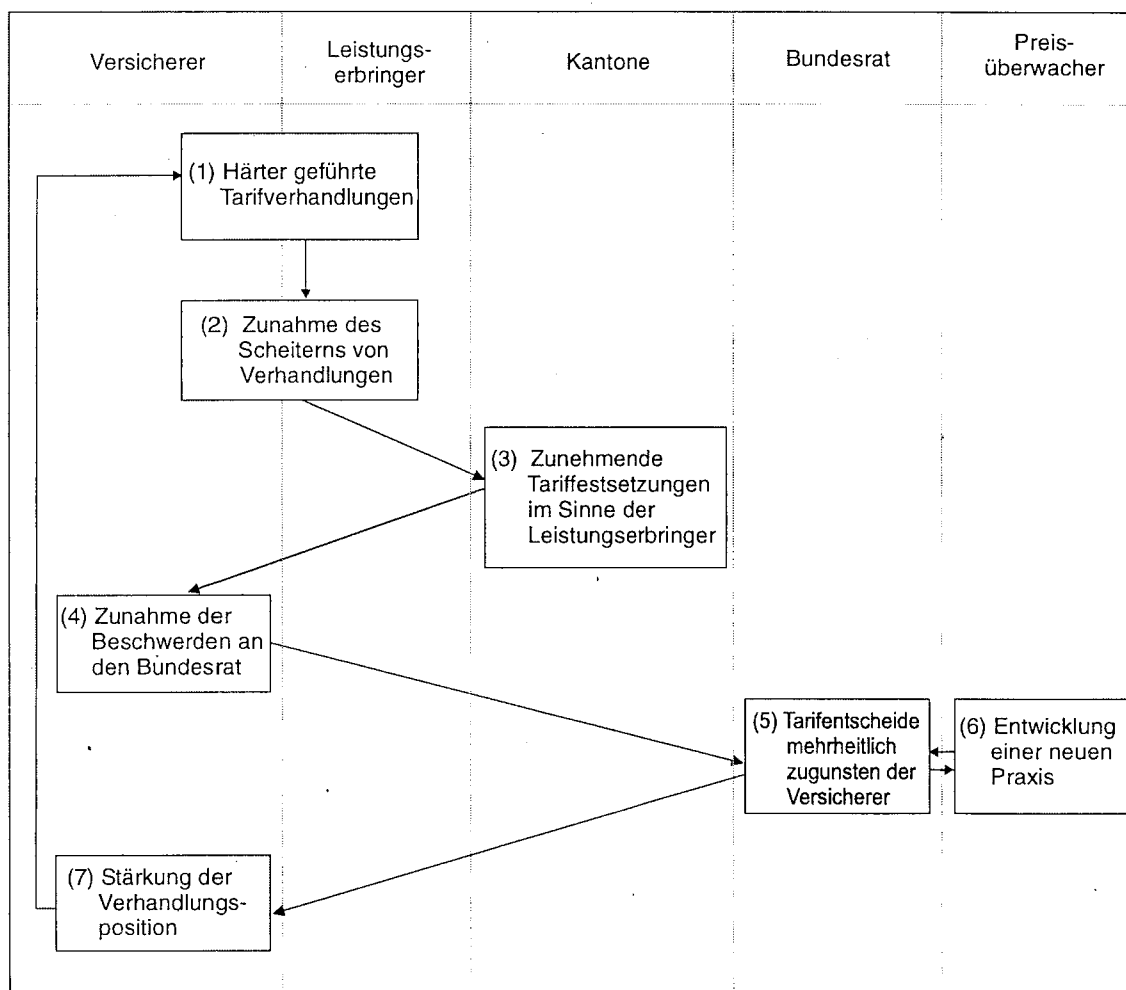 Versicherer
Leistungs-
erbringer
Kantone
Bundesrat
Preis-
überwacher
(1) Härter geführte
Tarifverhandlungen
(2) Zunahme des
Scheiterns von
Verhandlungen
(3) Zunehmende
Tariffestsetzungen
im Sinne der
Leistungserbringer
(4) Zunahme der
Beschwerden an
den Bundesrat
(5) Tarifentscheide
mehrheitlich
zugunsten der
Versicherer
(6) Entwicklung
einer neuen
Praxis
(7) Stärkung der
Verhandlungs-
position